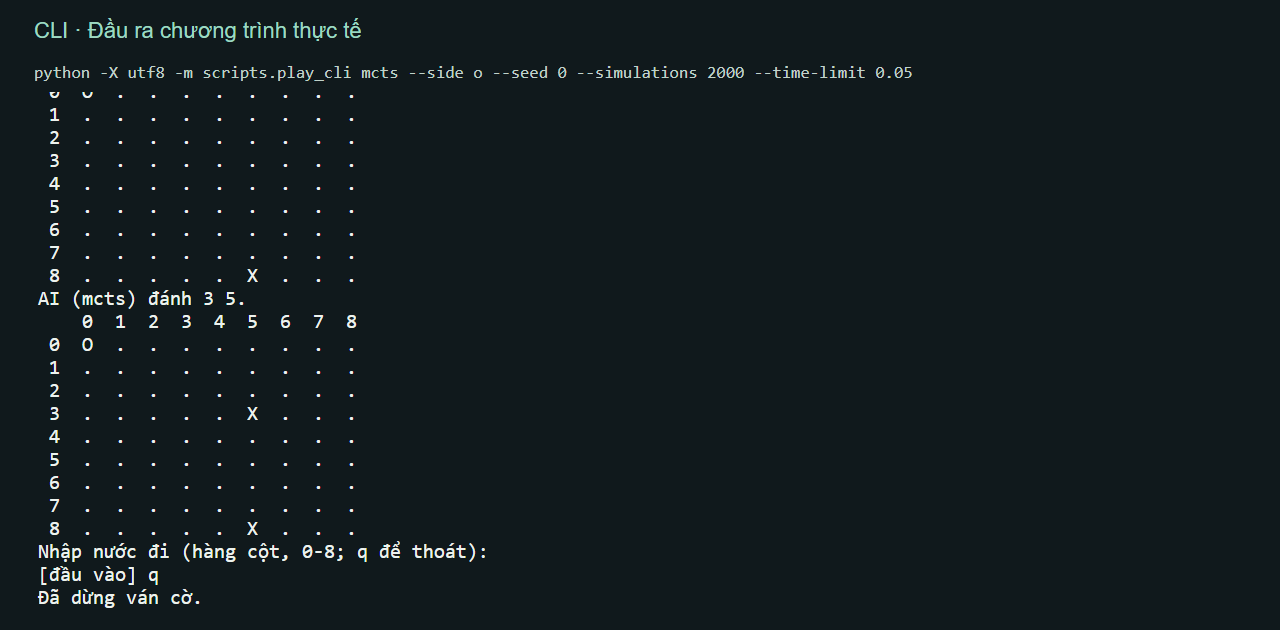 CLI · Đầu ra chương trình thực tế
python -X utf8 -m scripts.play_cli mcts --side o --seed 0 --simulations 2000 --time-limit 0.05
0 O . . . . . . . .
1 . . . . . . . . .
2 . . . . . . . . .
3 . . . . . . . . .
4 . . . . . . . . .
5 . . . . . . . . .
6 . . . . . . . . .
7 . . . . . . . . .
8 . . . . . X . . .
AI (mcts) đánh 3 5.
0 1 2 3 4 5 6 7 8
0 O . . . . . . . .
1 . . . . . . . . .
2 . . . . . . . . .
3 . . . . . X . . .
4 . . . . . . . . .
5 . . . . . . . . .
6 . . . . . . . . .
7 . . . . . . . . .
8 . . . . . X . . .
Nhập nước đi (hàng cột, 0-8; q để thoát):
[đầu vào] q
Đã dừng ván cờ.